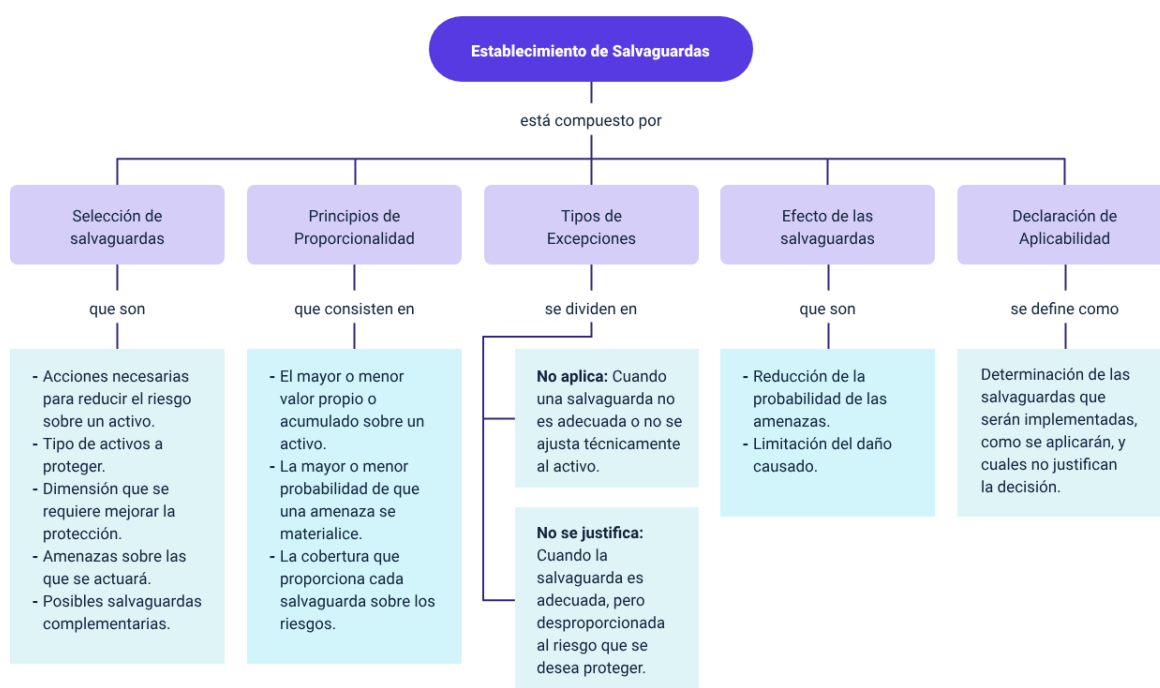 Establecimiento de Salvaguardas
está compuesto por
Selección de
salvaguardas
que son
- Acciones necesarias
para reducir el riesgo
sobre un activo.
- Tipo de activos a
proteger.
- Dimensión que se
requiere mejorar la
protección.
- Amenazas sobre las
que se actuará.
- Posibles salvaguardas
complementarias.
Principios de
Proporcionalidad
que consisten en
- El mayor o menor
valor propio o
acumulado sobre un
activo.
- La mayor o menor
probabilidad de que
una amenaza se
materialice.
- La cobertura que
proporciona cada
salvaguarda sobre los
riesgos.
Tipos de
Excepciones
se dividen en
No aplica: Cuando
una salvaguarda no
es adecuada o no se
ajusta técnicamente
al activo.
No se justifica:
Cuando la
salvaguarda es
adecuada, pero
desproporcionada
al riesgo que se
desea proteger.
Efecto de las
salvaguardas
que son
- Reducción de la
probabilidad de las
amenazas.
- Limitación del daño
causado.
Declaración de
Aplicabilidad
se define como
Determinación de las
salvaguardas que
serán implementadas,
como se aplicarán, y
cuales no justifican
la decisión.